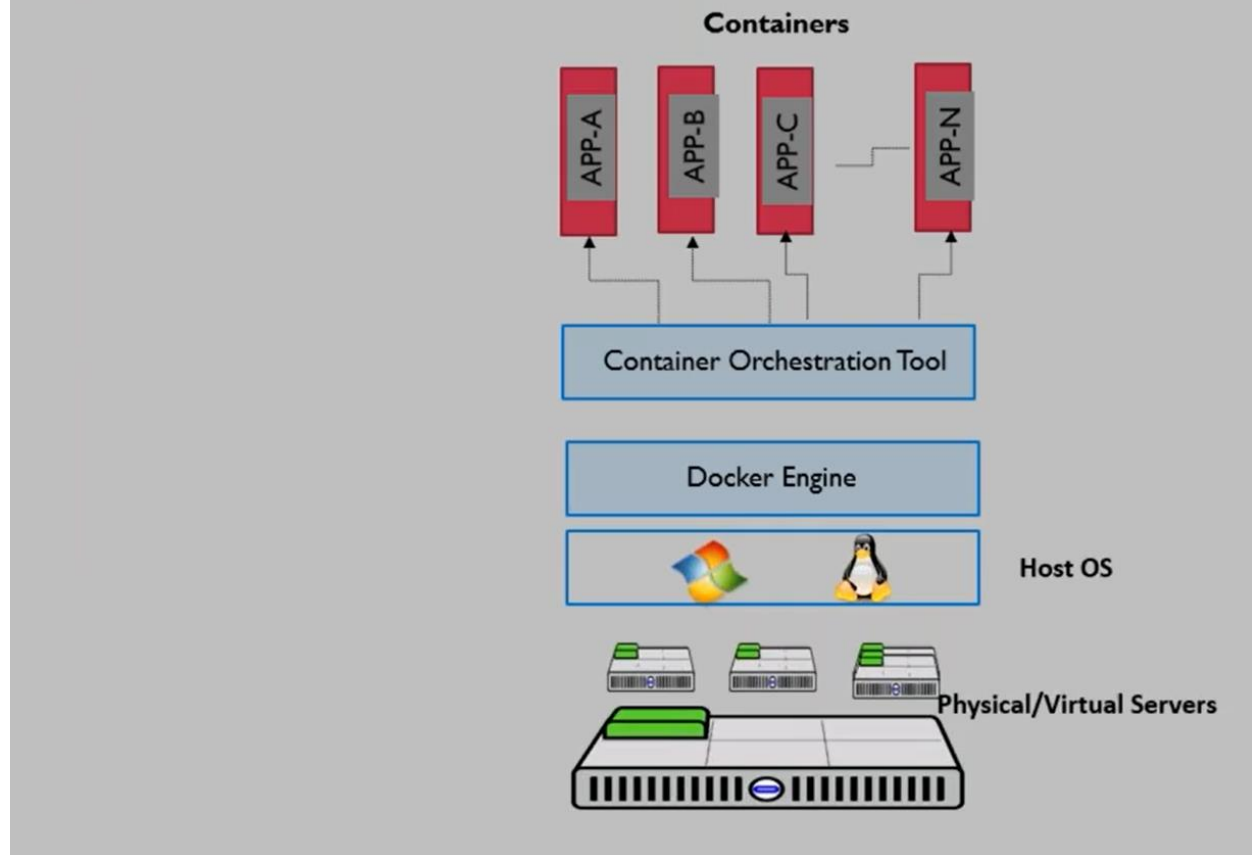 Containers
APP-A
APP-B
APP-C
APP-N
Container Orchestration Tool
Docker Engine
Host OS
Physical/Virtual Servers